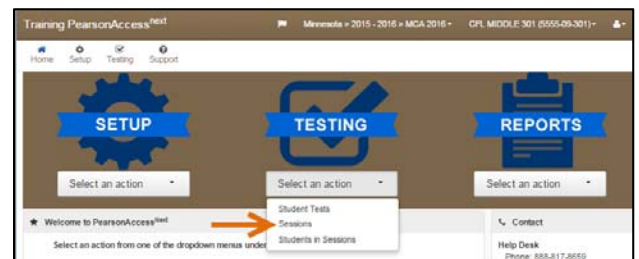 Training PearsonAccessnext
Minnesota » 2015 - 2016 » MCA 2016
CFL MIDDLE 301 (5555-09-301)
Home Setup Testing Support
SETUP
TESTING
REPORTS
Select an action
Select an action
Select an action
Student Tests
Sessions
Students in Sessions
Welcome to PearsonAccessnext
Contact
Select an action from one of the dropdown menus under
Help Desk
Phone: 888-817-8659